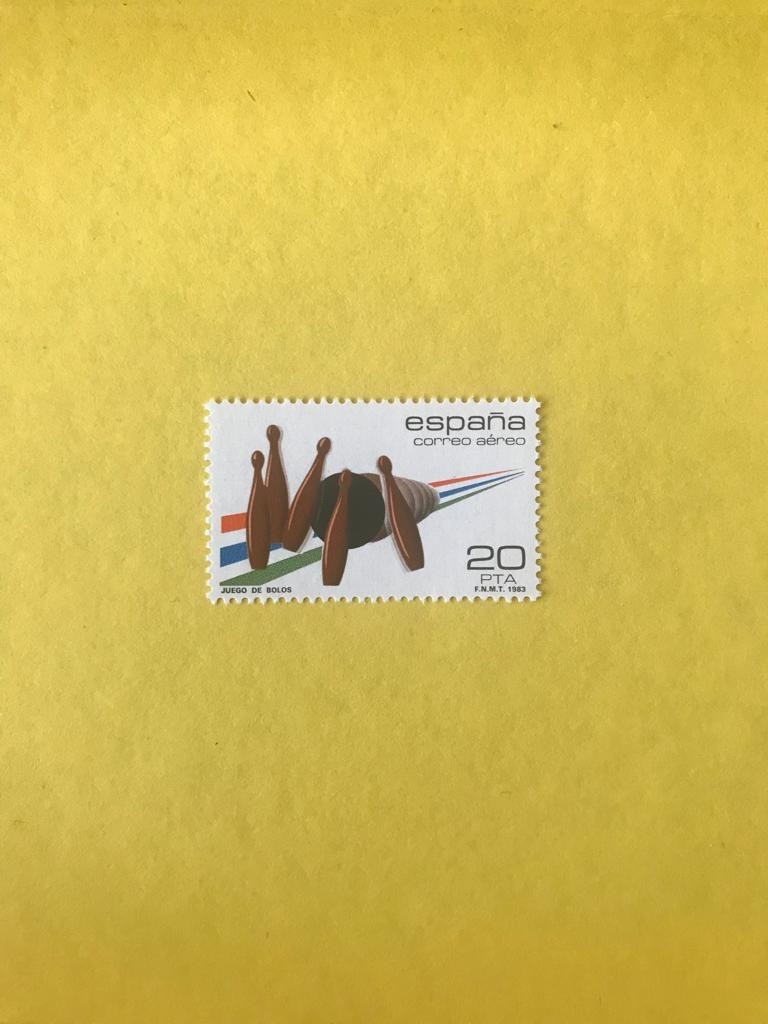 españa
correo aéreo
20
PTA
JUEGO DE BOLOS
F.N.M.T. 1983